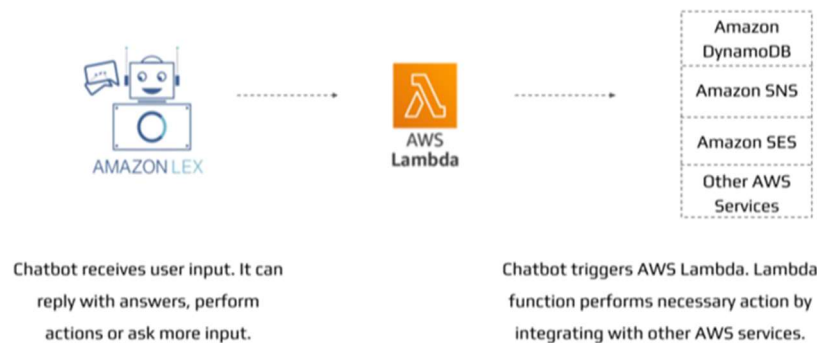 AMAZON LEX
AWS
Lambda
Amazon
DynamoDB
Amazon SNS
Amazon SES
Other AWS
Services
Chatbot receives user input. It can
reply with answers, perform
actions or ask more input.
Chatbot triggers AWS Lambda. Lambda
function performs necessary action by
integrating with other AWS services.